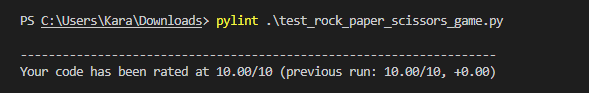 PS C:\Users\Kara\Downloads> pylint .\test_rock_paper_scissors_game.py
--------------------------------------------------------------------
Your code has been rated at 10.00/10 (previous run: 10.00/10, +0.00)